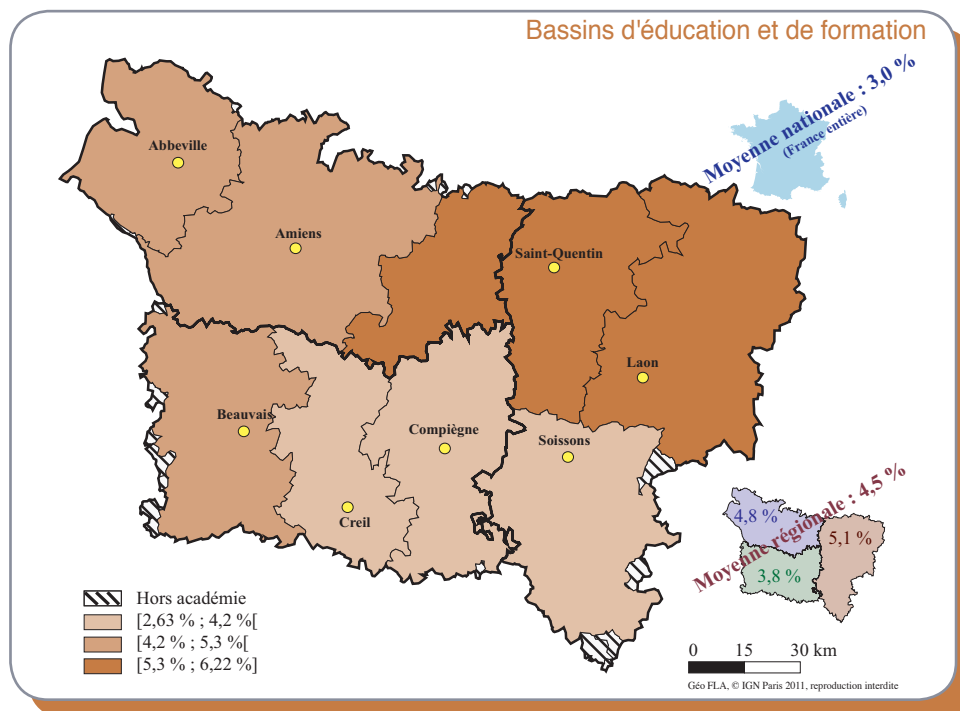 Bassins d'éducation et de formation
Moyenne nationale : 3,0 %
(France entière)
Abbeville
Amiens
Saint-Quentin
Laon
Beauvais
Compiègne
Soissons
Creil
Moyenne régionale : 4,5 %
4,8 %
5,1 %
3,8 %
Hors académie
[2,63 % ; 4,2 %[
[4,2 % ; 5,3 %[
[5,3 % ; 6,22 %]
0 15 30 km
Géo FLA, © IGN Paris 2011, reproduction interdite